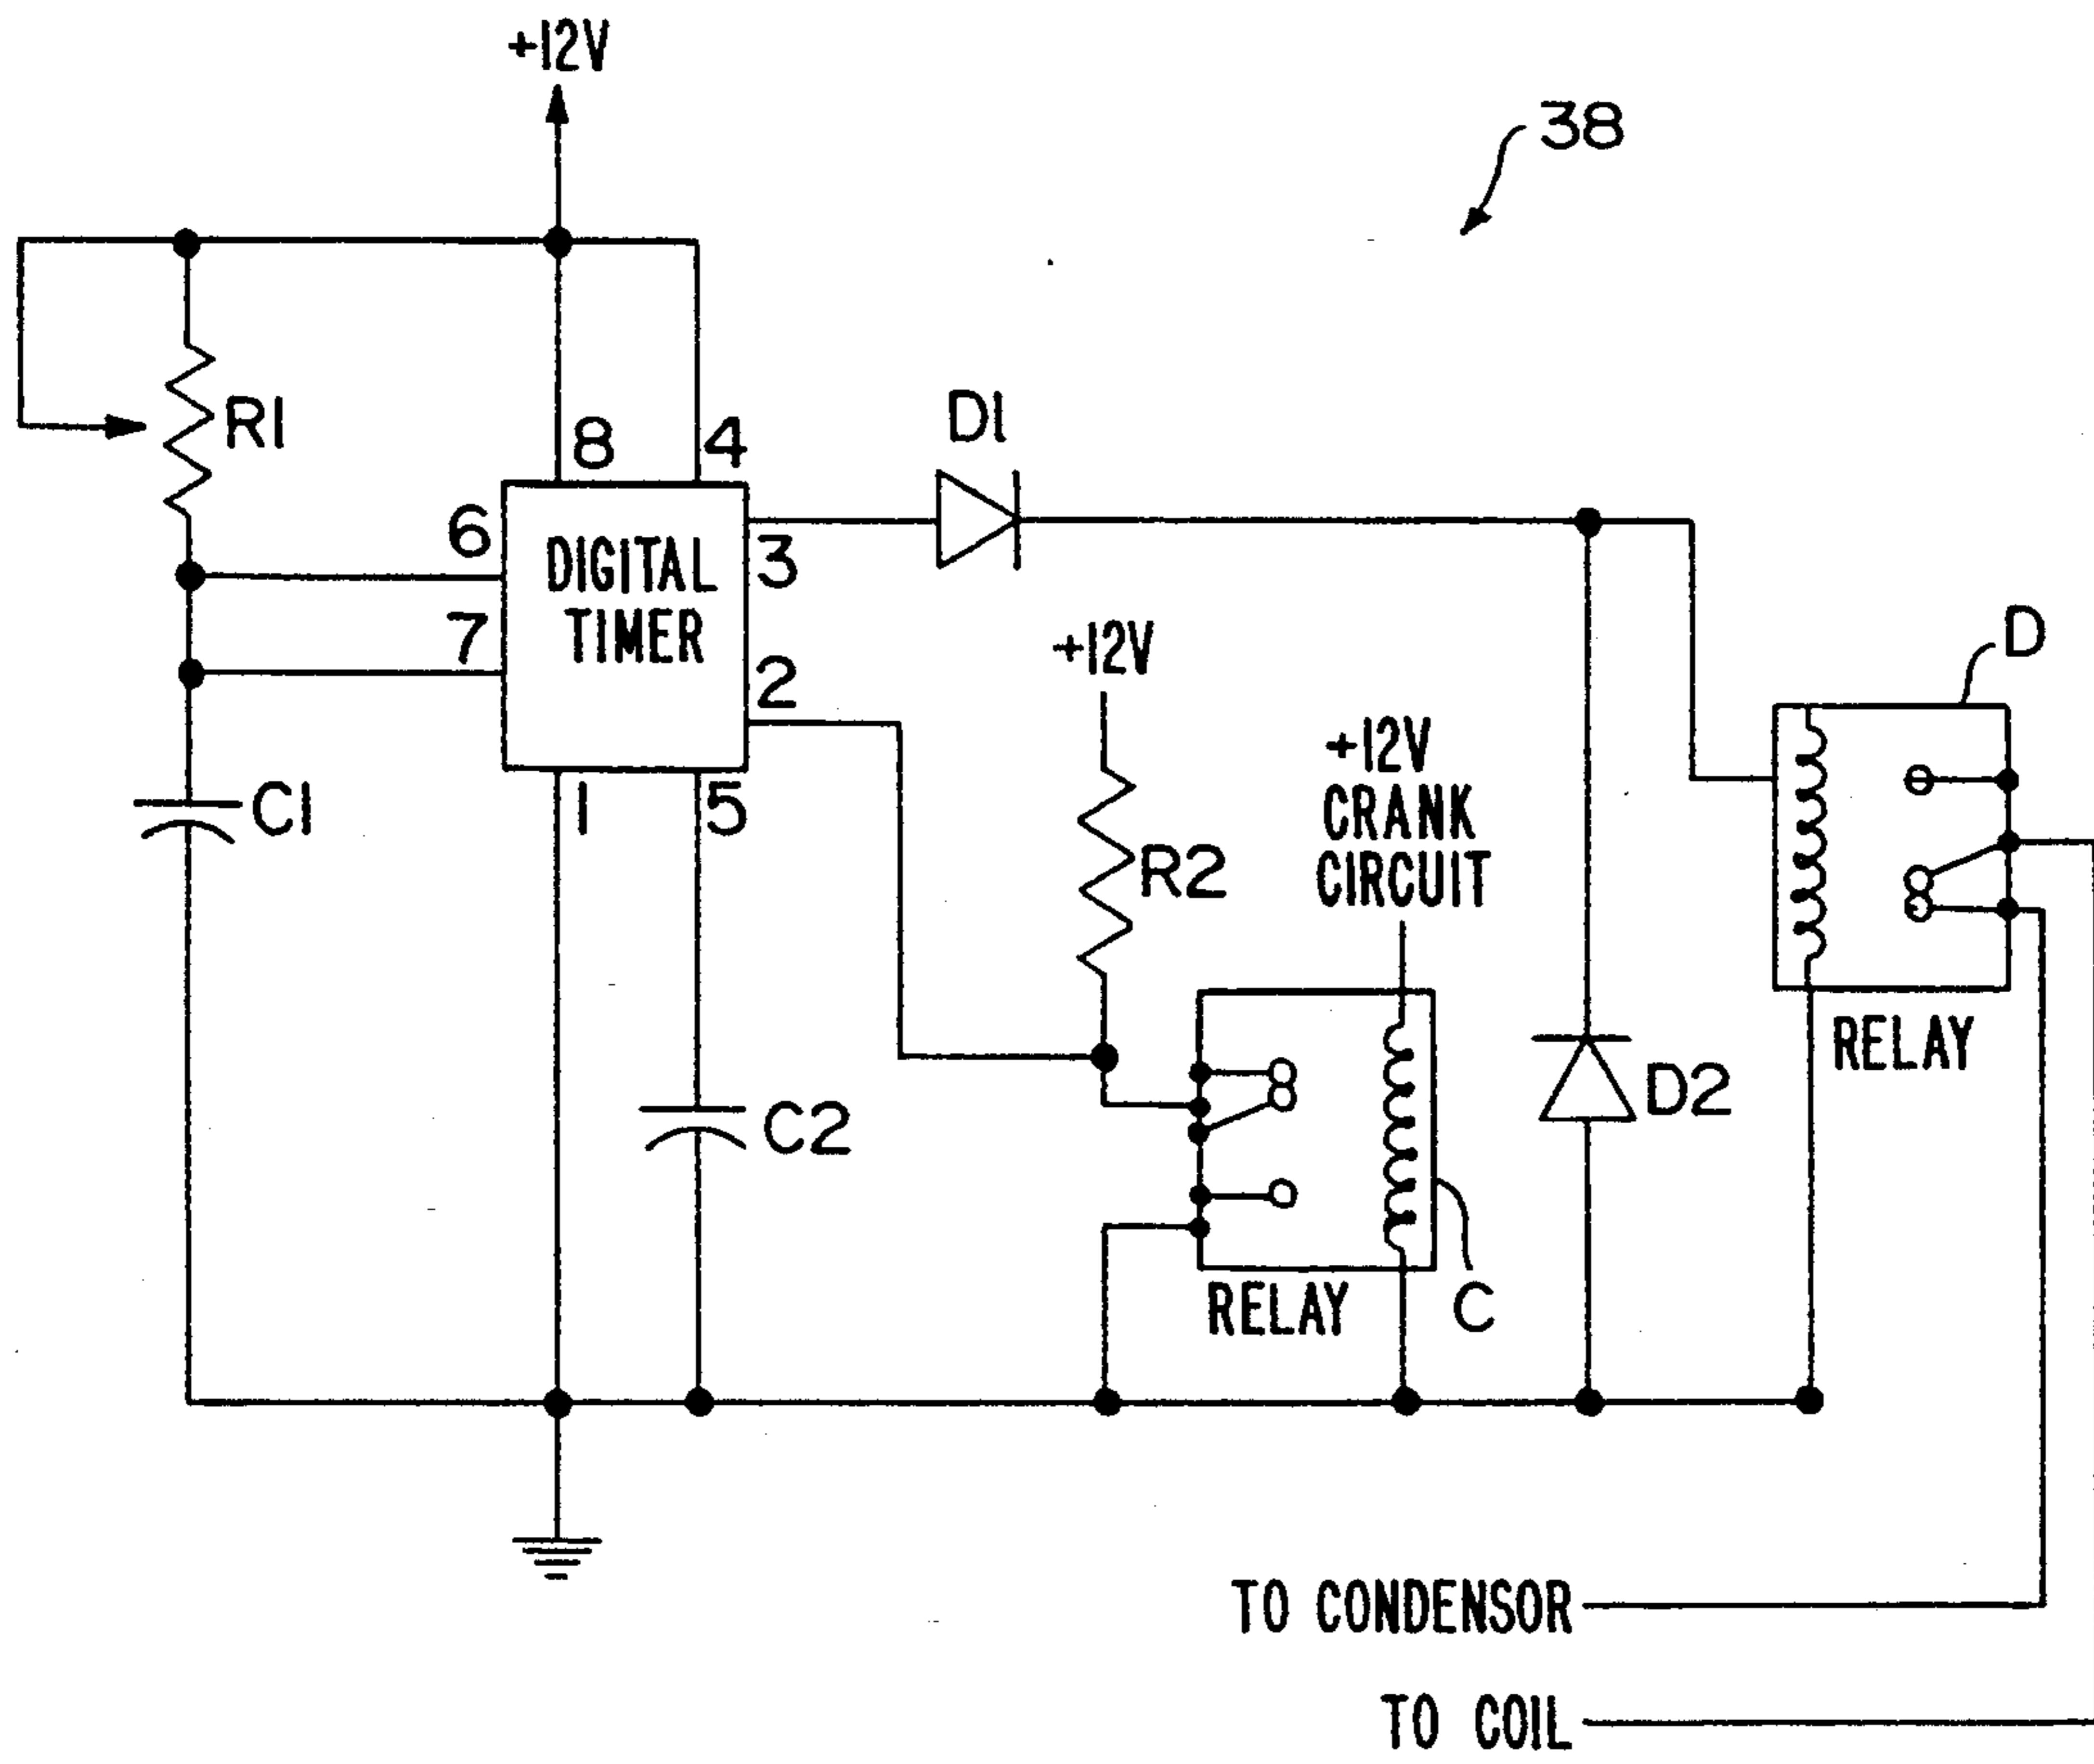 +12V
38
R1
8
4
D1
6
DIGITAL
TIMER
3
7
2
+12V
D
+12V
CRANK
CIRCUIT
C1
1
5
R2
RELAY
D2
C2
RELAY
C
TO CONDENSOR
TO COIL